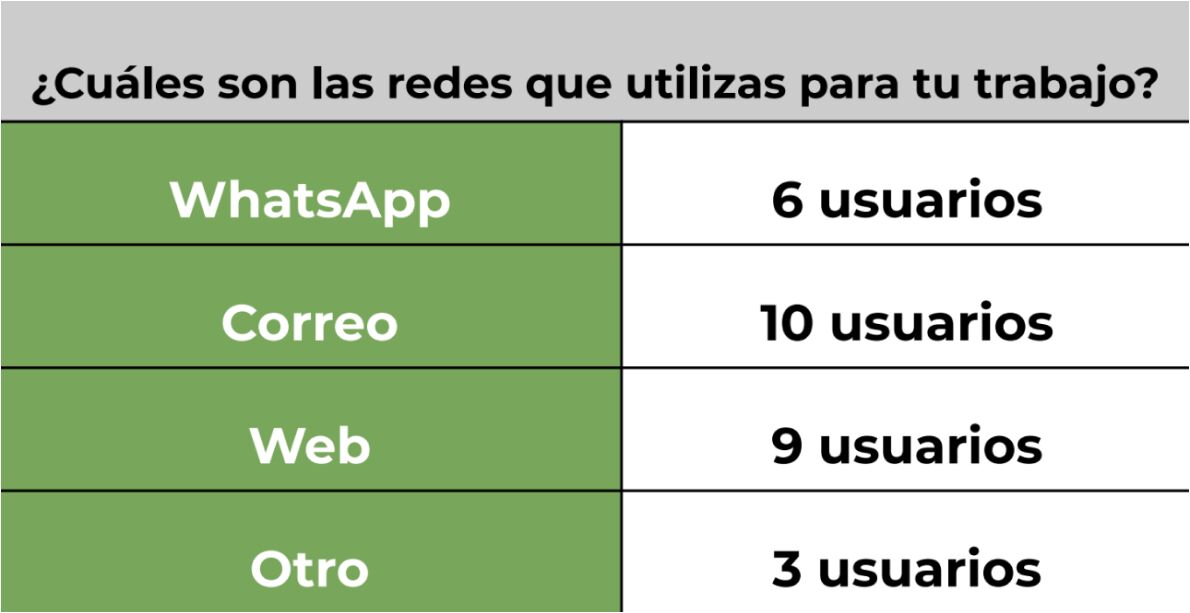 ¿Cuáles son las redes que utilizas para tu trabajo?
WhatsApp 6 usuarios
Correo 10 usuarios
Web 9 usuarios
Otro 3 usuarios